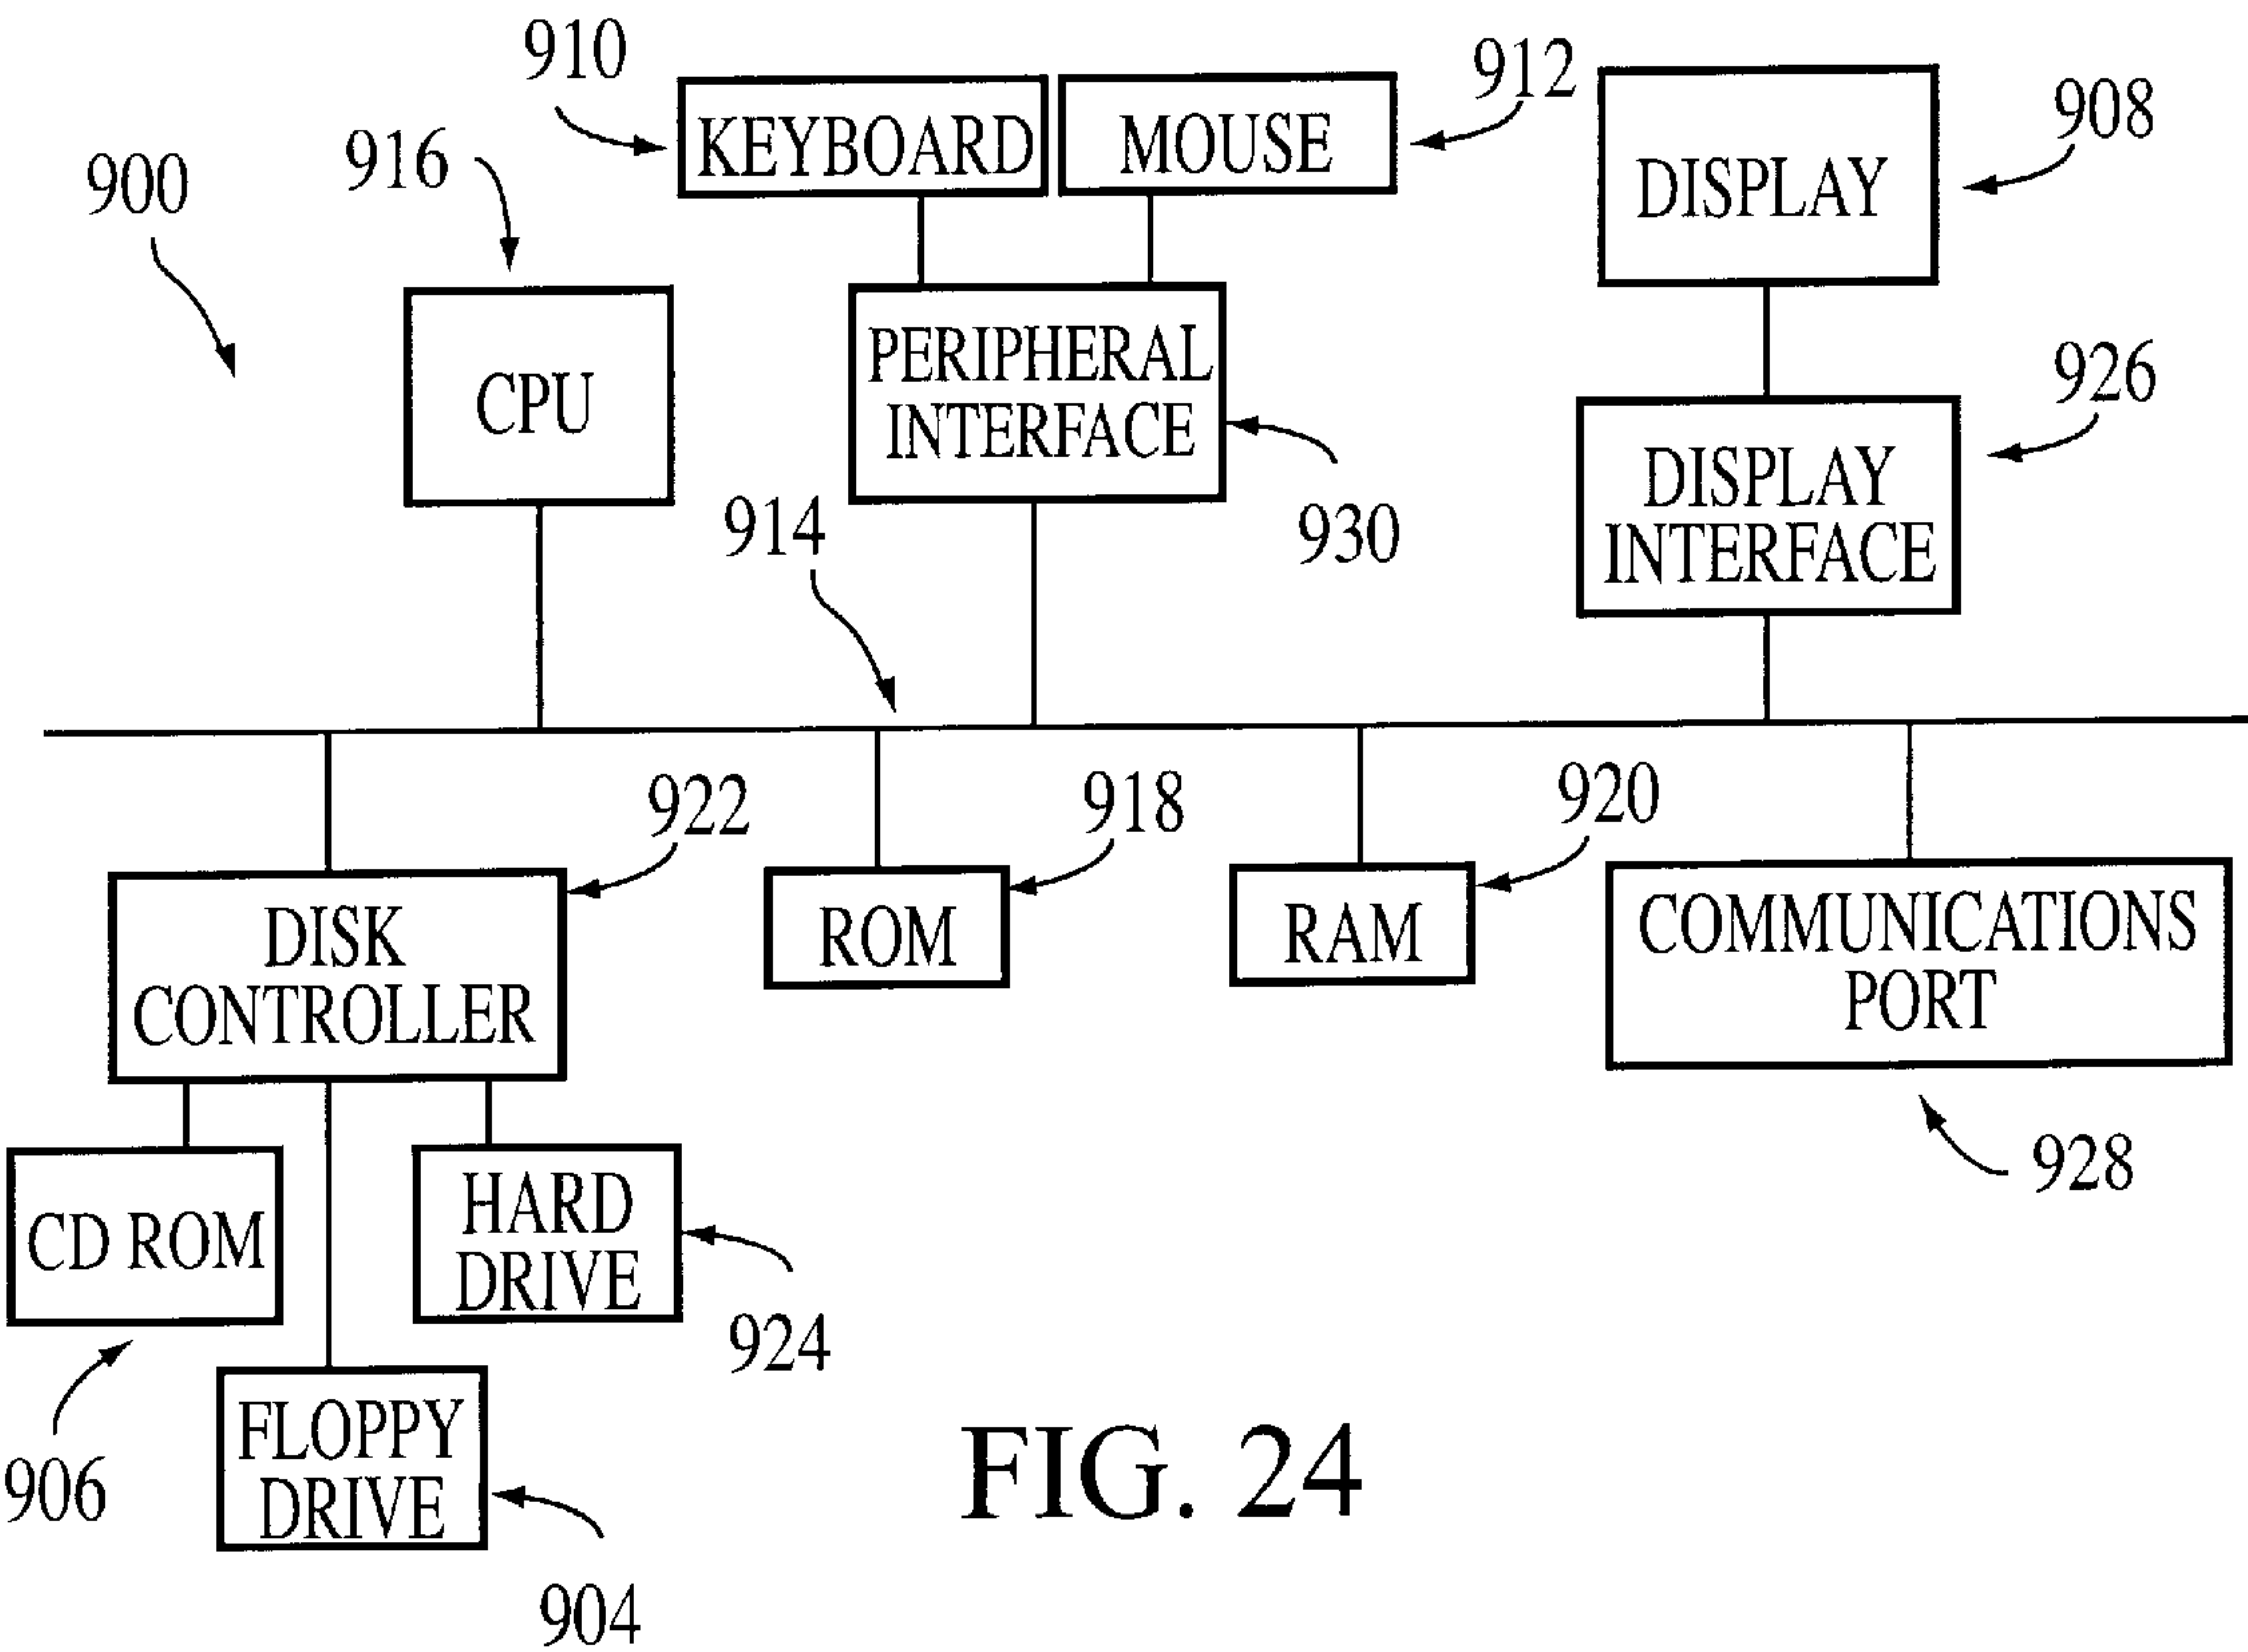 910
912
908
916
900
KEYBOARD
MOUSE
DISPLAY
CPU
PERIPHERAL
INTERFACE
926
914
930
DISPLAY
INTERFACE
922
918
920
DISK
CONTROLLER
ROM
RAM
COMMUNICATIONS
PORT
928
CD ROM
HARD
DRIVE
924
906
FLOPPY
DRIVE
904
FIG. 24